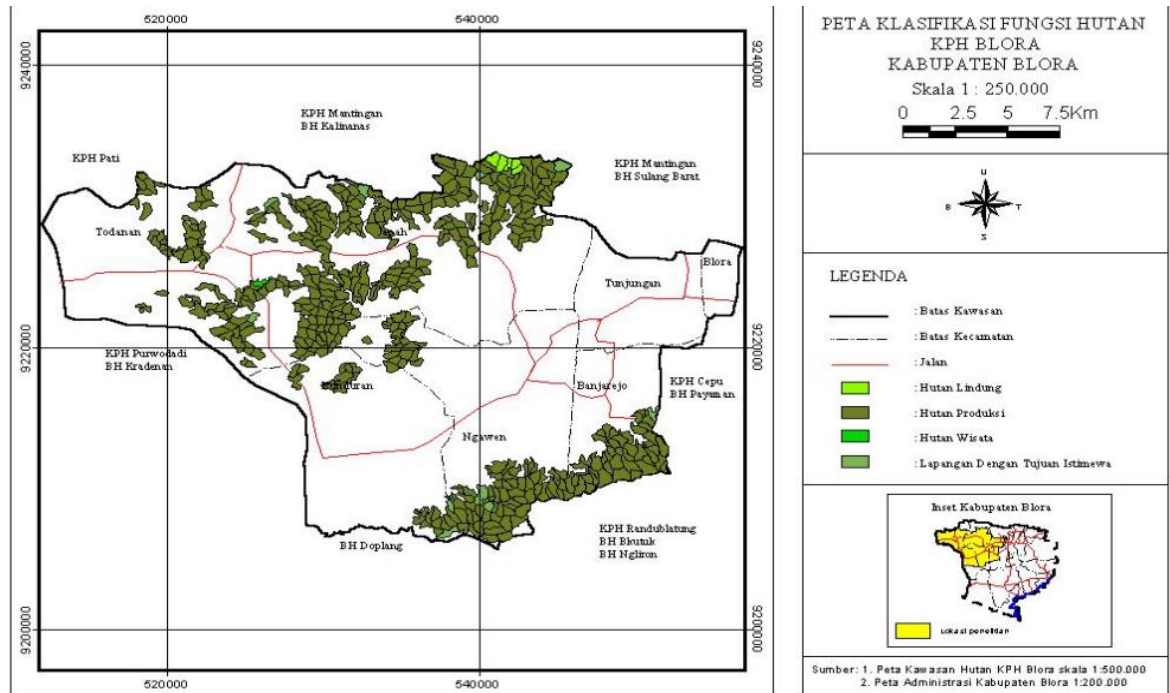 520000
540000
9240000
9240000
KPH Mantingan
BH Kalinanas
KPH Pati
KPH Mantingan
BH Sulang Barat
Todanan
Japah
Blora
Tunjungan
9220000
9220000
KPH Purwodadi
BH Kradenan
Kunduran
Banjarejo
KPH Cepu
BH Payaman
Ngawen
BH Doplang
KPH Randublatung
BH Bkutuk
BH Ngliron
9200000
9200000
520000
540000
PETA KLASIFIKASI FUNGSI HUTAN
KPH BLORA
KABUPATEN BLORA
Skala 1 : 250.000
0 2.5 5 7.5Km
U
B T
S
LEGENDA
: Batas Kawasan
: Batas Kecamatan
: Jalan
: Hutan Lindung
: Hutan Produksi
: Hutan Wisata
: Lapangan Dengan Tujuan Istimewa
Inset Kabupaten Blora
Lokasi penelitian
Sumber: 1. Peta Kawasan Hutan KPH Blora skala 1:500.000
2. Peta Administrasi Kabupaten Blora 1:200.000